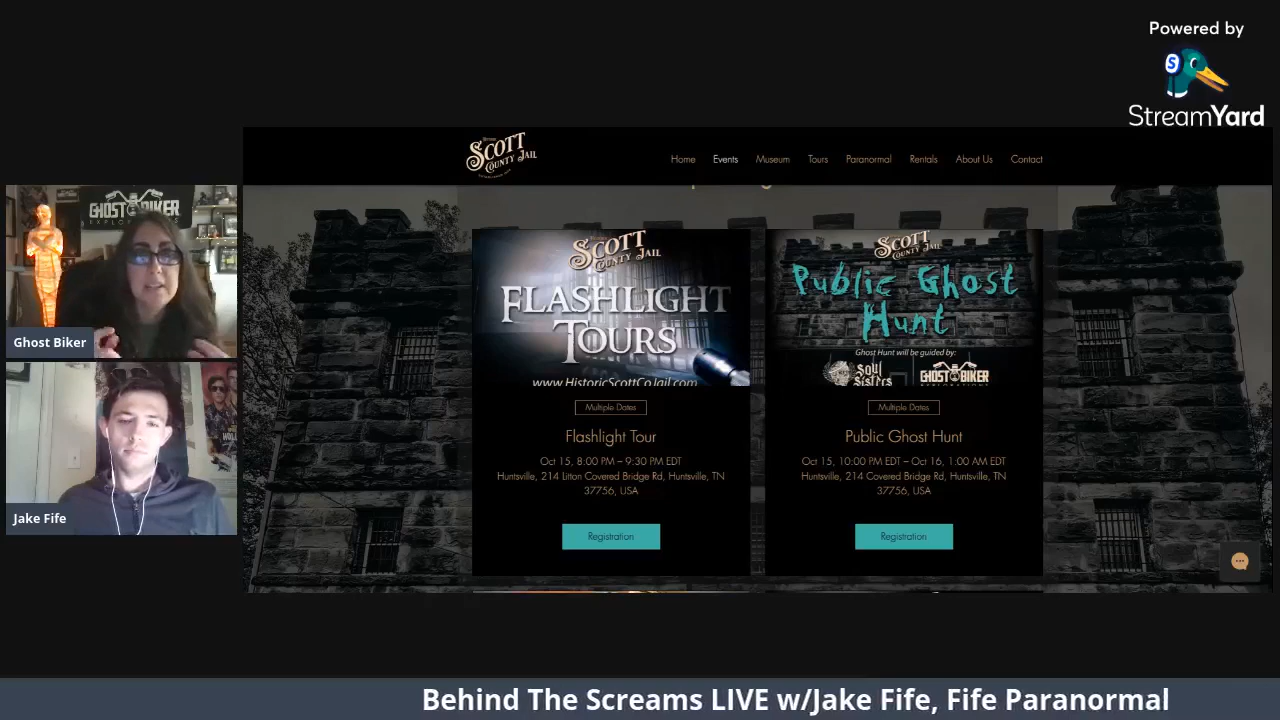 Powered by
S
StreamYard
SCOTT
COUNTY JAIL
Home Events Museum Tours Paranormal Rentals About Us Contact
GHOST BIKER
EXPLORATIONS
Ghost Biker
Jake Fife
SCOTT
COUNTY JAIL
FLASHLIGHT
TOURS
www.HistoricScottCoJail.com
Multiple Dates
Flashlight Tour
Oct 15, 8:00 PM – 9:30 PM EDT
Huntsville, 214 Litton Covered Bridge Rd, Huntsville, TN
37756, USA
Registration
SCOTT
COUNTY JAIL
Public Ghost
Hunt
Ghost Hunt will be guided by:
Soul
Sisters
GHOST BIKER
Multiple Dates
Public Ghost Hunt
Oct 15, 10:00 PM EDT – Oct 16, 1:00 AM EDT
Huntsville, 214 Covered Bridge Rd, Huntsville, TN
37756, USA
Registration
Behind The Screams LIVE w/Jake Fife, Fife Paranormal